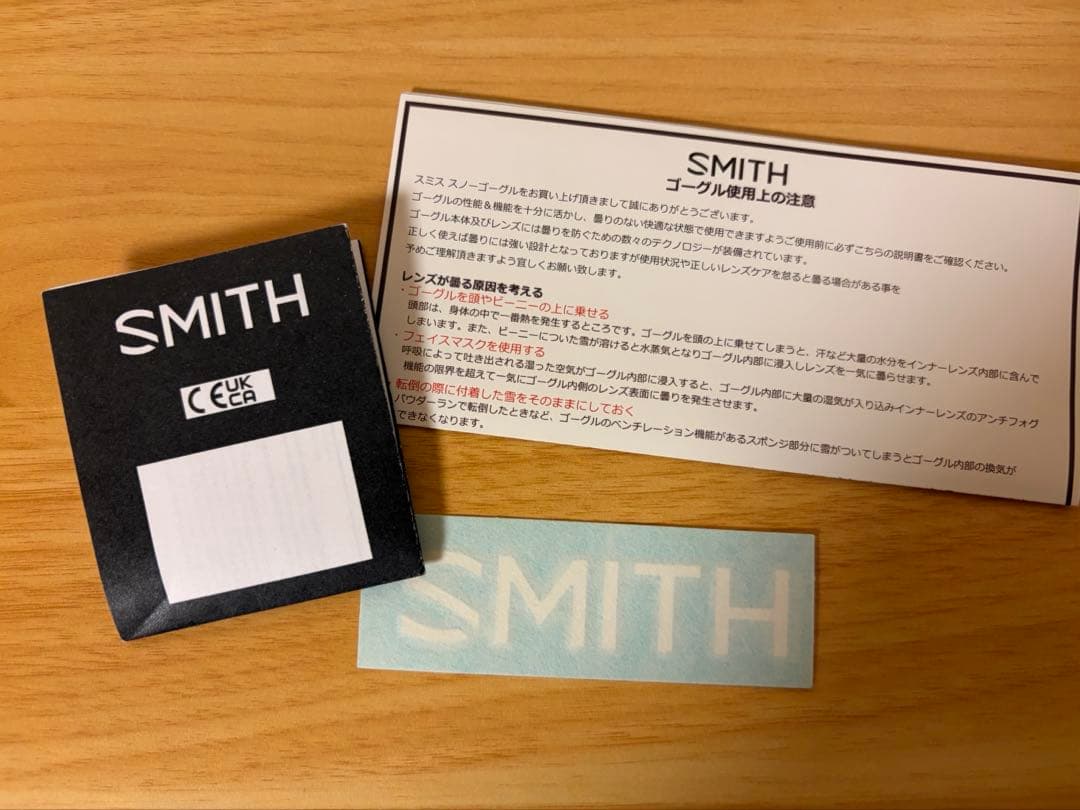 SMITH
CE UK
CA
SMITH
ゴーグル使用上の注意
スミス スノーゴーグルをお買い上げ頂きまして誠にありがとうございます。
ゴーグルの性能&機能を十分に活かし、曇りのない快適な状態で使用できますようご使用前に必ずこちらの説明書をご確認ください。
ゴーグル本体及びレンズには曇りを防ぐための数々のテクノロジーが装備されています。
正しく使えば曇りには強い設計となっておりますが使用状況や正しいレンズケアを怠ると曇る場合がある事を
予めご理解頂きますよう宜しくお願い致します。
レンズが曇る原因を考える
・ゴーグルを頭やビーニーの上に乗せる
頭部は、身体の中で一番熱を発生するところです。ゴーグルを頭の上に乗せてしまうと、汗など大量の水分をインナーレンズ内部に含んで
しまいます。また、ビーニーについた雪が溶けると水蒸気となりゴーグル内部に浸入しレンズを一気に曇らせます。
・フェイスマスクを使用する
呼吸によって吐き出される湿った空気がゴーグル内部に浸入すると、ゴーグル内部に大量の湿気が入り込みインナーレンズのアンチフォグ
機能の限界を超えて一気にゴーグル内側のレンズ表面に曇りを発生させます。
・転倒の際に付着した雪をそのままにしておく
パウダーランで転倒したときなど、ゴーグルのベンチレーション機能があるスポンジ部分に雪がついてしまうとゴーグル内部の換気が
できなくなります。
SMITH